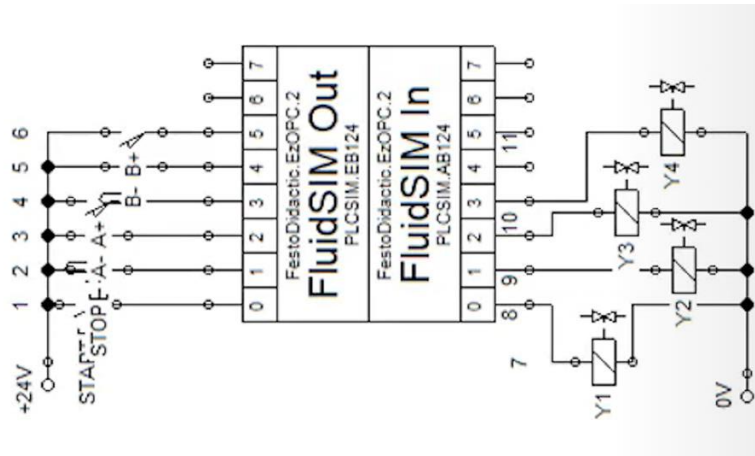 +24V 1 2 3 4 5 6
START
STOP
A-
A+
B-
B+
0 1 2 3 4 5 6 7
FestoDidactic.EzOPC.2
FluidSIM Out
PLCSIM.EB124
FestoDidactic.EzOPC.2
FluidSIM In
PLCSIM.AB124
0 1 2 3 4 5 6 7
7 8 9 10 11
Y1
Y3
Y2
Y4
0V